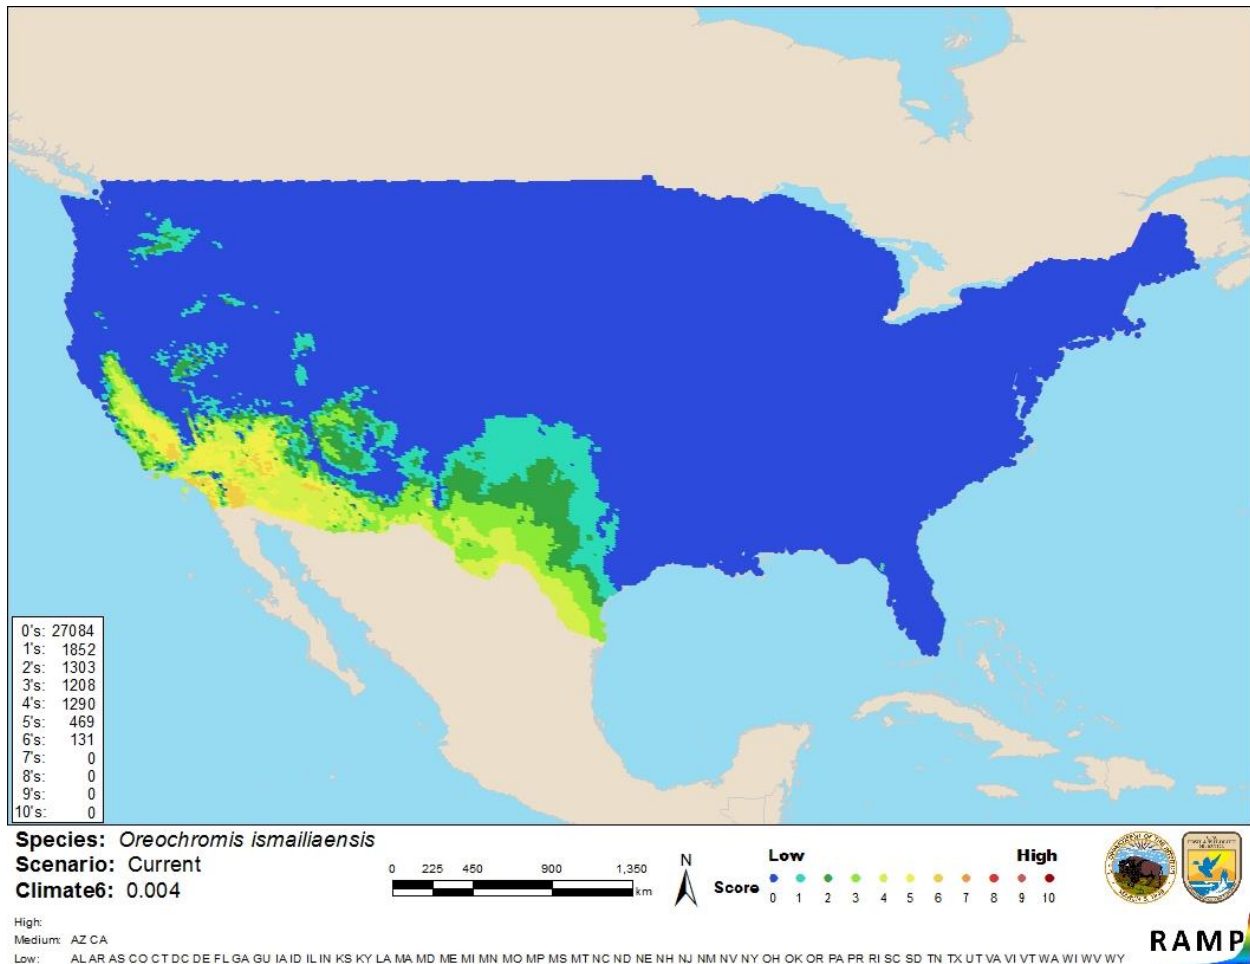 0's: 27084
1's: 1852
2's: 1303
3's: 1208
4's: 1290
5's: 469
6's: 131
7's: 0
8's: 0
9's: 0
10's: 0
Species: Oreochromis ismailiaensis
Scenario: Current
Climate6: 0.004
0 225 450 900 1,350
km
N
Low High
Score
0 1 2 3 4 5 6 7 8 9 10
High:
Medium: AZ CA
Low: AL AR AS CO CT DC DE FL GA GU IA ID IL IN KS KY LA MA MD ME MI MN MO MP MS MT NC ND NE NH NJ NM NV NY OH OK OR PA PR RI SC SD TN TX UT VA VI VT WA WI WV WY
RAMP